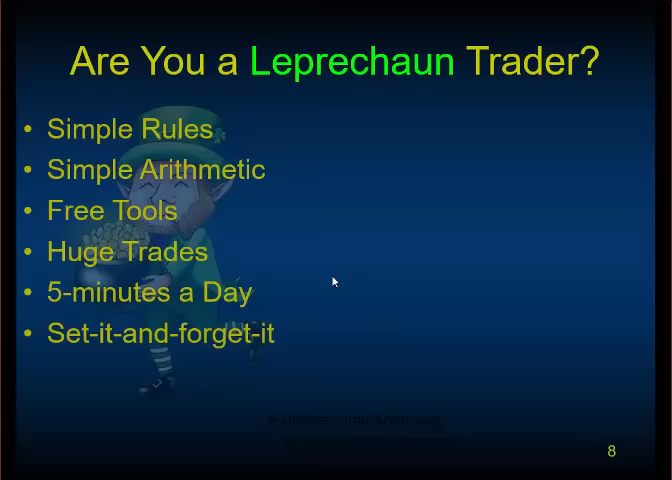 Are You a Leprechaun Trader?
• Simple Rules
• Simple Arithmetic
• Free Tools
• Huge Trades
• 5-minutes a Day
• Set-it-and-forget-it
A Professional Approach
8